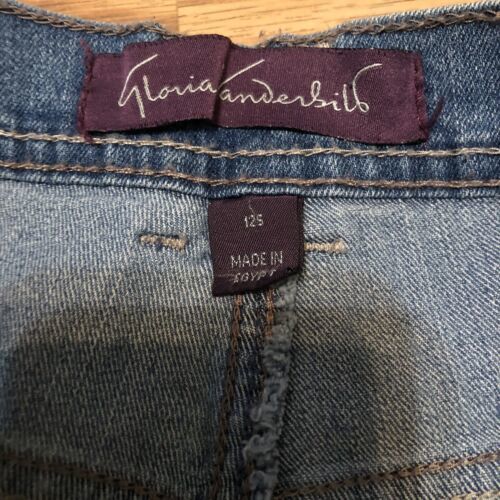 Gloria Vanderbilt
12S
MADE IN
EGYPT